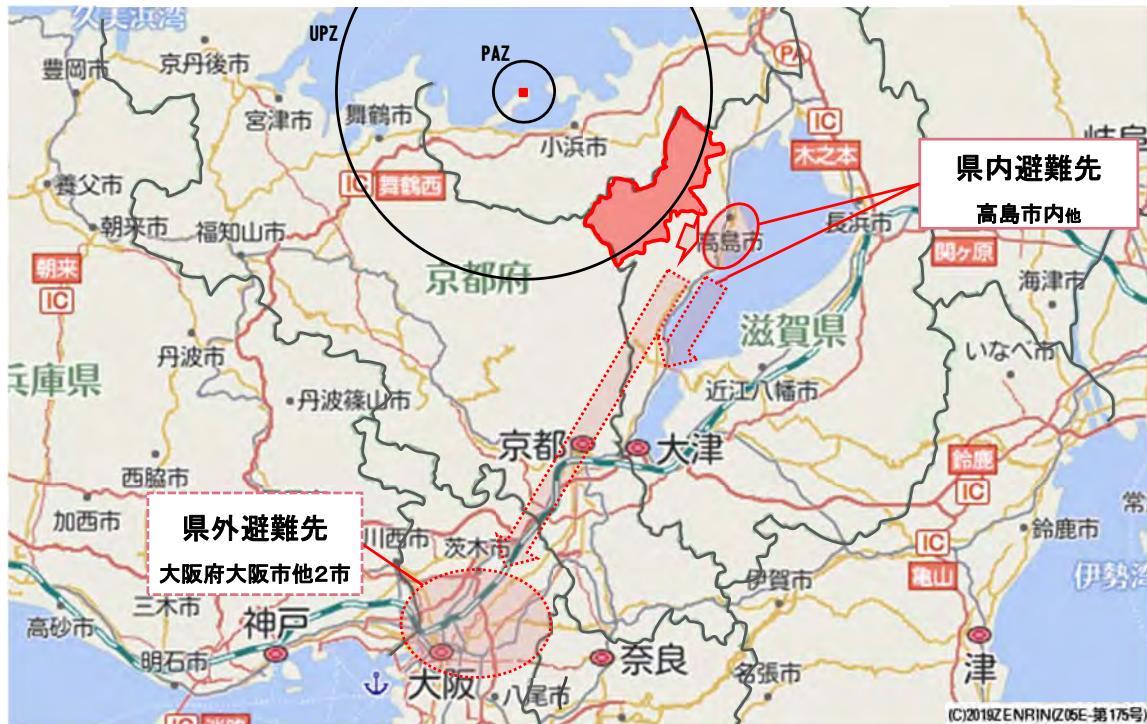 久美浜湾
UPZ
PAZ
PA
豊岡市
京丹後市
宮津市
舞鶴市
小浜市
IC
木之本
岐阜
養父市
IC 舞鶴西
県内避難先
高島市内他
朝来市
福知山市
高島市
長浜市
朝来
IC
京都府
関ヶ原
海津市
滋賀県
丹波市
いなべ市
兵庫県
丹波篠山市
近江八幡市
京都
大津
西脇市
鈴鹿
IC
県外避難先
大阪府大阪市他2市
加西市
川西市
茨木市
鈴鹿市
IC
亀山
伊勢湾
伊賀市
三木市
高砂市
神戸
明石市
大阪
奈良
八尾市
名張市
津
IC
(C)2019ZENRIN(Z05E-第175号)